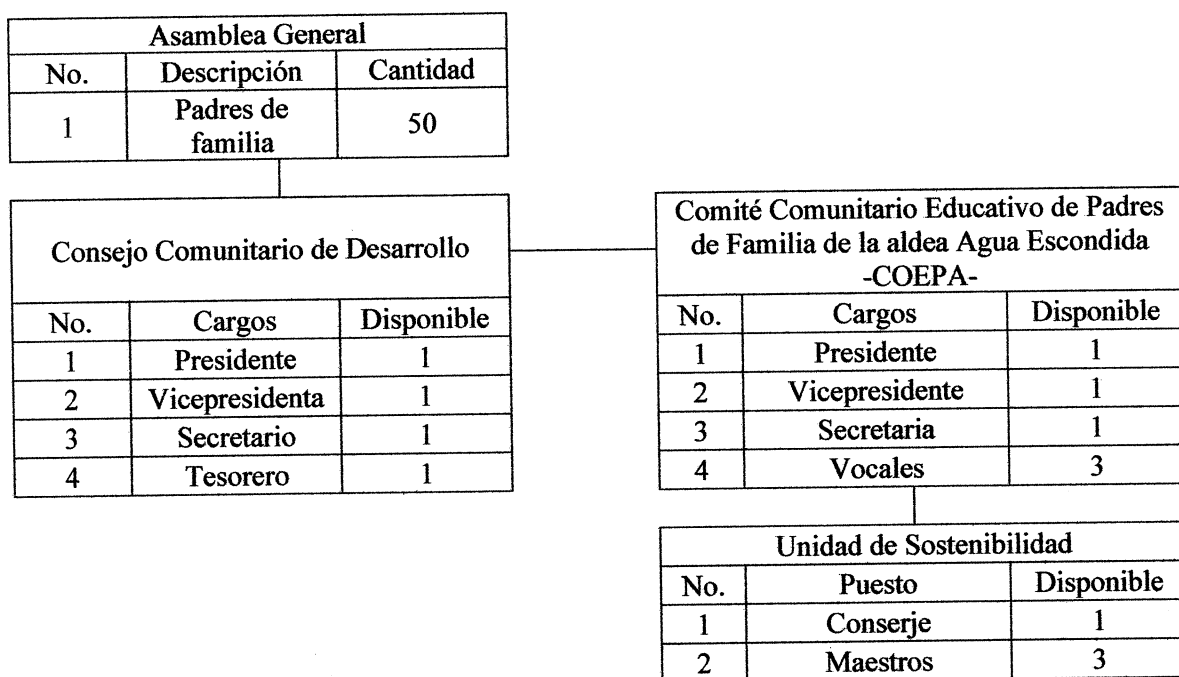 Asamblea General
No. Descripción Cantidad
1 Padres de familia 50
Consejo Comunitario de Desarrollo
No. Cargos Disponible
1 Presidente 1
2 Vicepresidenta 1
3 Secretario 1
4 Tesorero 1
Comité Comunitario Educativo de Padres
de Familia de la aldea Agua Escondida
-COEPA-
No. Cargos Disponible
1 Presidente 1
2 Vicepresidente 1
3 Secretaria 1
4 Vocales 3
Unidad de Sostenibilidad
No. Puesto Disponible
1 Conserje 1
2 Maestros 3